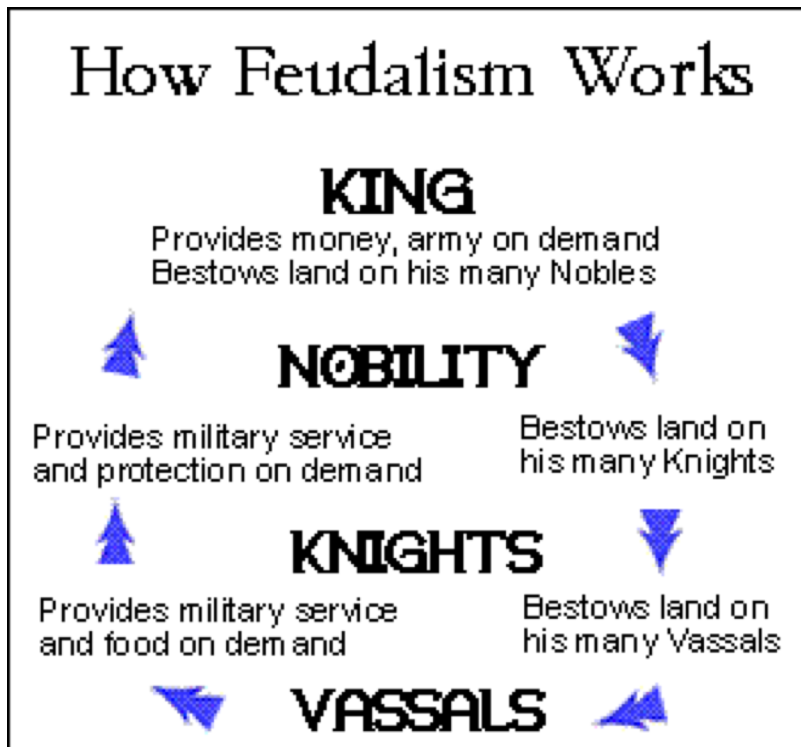 How Feudalism Works
KING
Provides money, army on demand
Bestows land on his many Nobles
NOBILITY
Provides military service
and protection on demand
Bestows land on
his many Knights
KNIGHTS
Provides military service
and food on demand
Bestows land on
his many Vassals
VASSALS